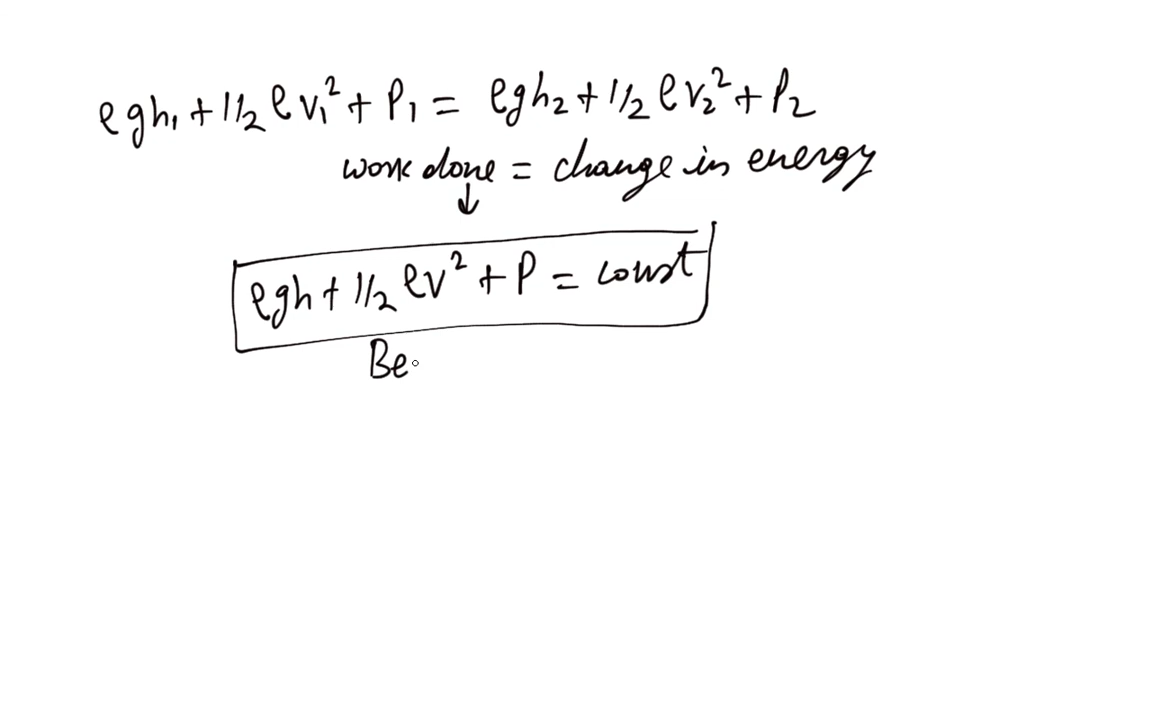 ρgh₁ + 1/2 ρv₁² + P₁ = ρgh₂ + 1/2 ρv₂² + P₂
work done = change in energy
↓
ρgh + 1/2 ρv² + P = const
Be